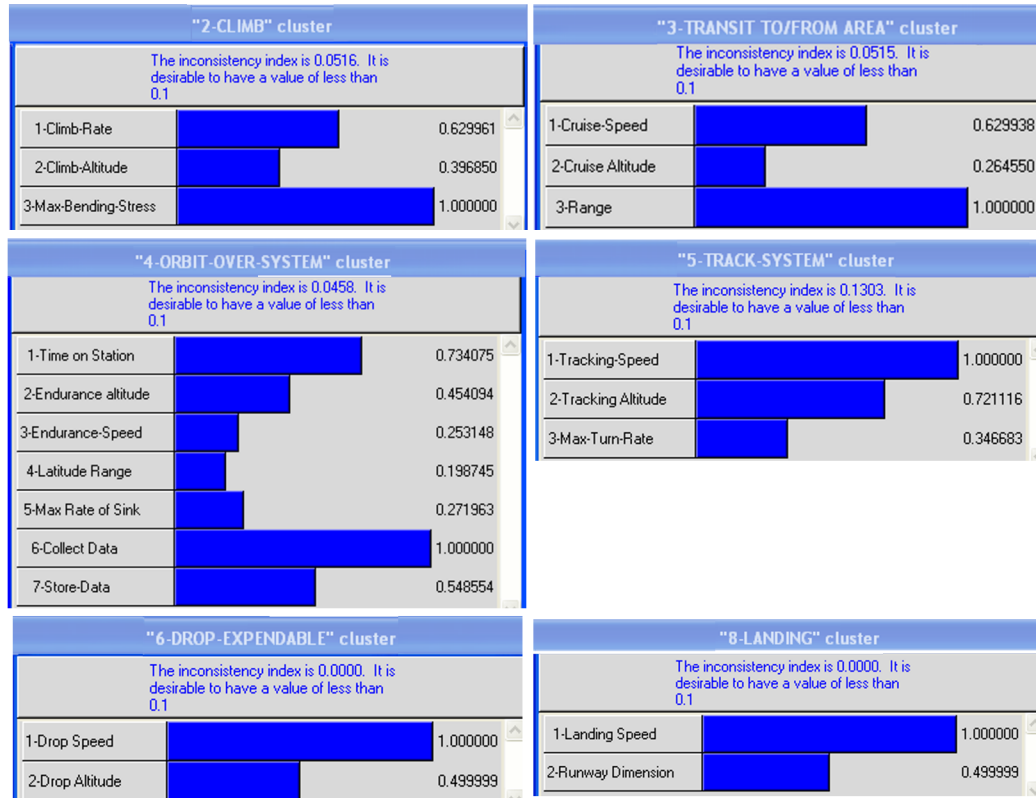 "2-CLIMB" cluster
The inconsistency index is 0.0516. It is
desirable to have a value of less than
0.1
1-Climb-Rate 0.629961
2-Climb-Altitude 0.396850
3-Max-Bending-Stress 1.000000
"3-TRANSIT TO/FROM AREA" cluster
The inconsistency index is 0.0515. It is
desirable to have a value of less than
0.1
1-Cruise-Speed 0.629938
2-Cruise Altitude 0.264550
3-Range 1.000000
"4-ORBIT-OVER-SYSTEM" cluster
The inconsistency index is 0.0458. It is
desirable to have a value of less than
0.1
1-Time on Station 0.734075
2-Endurance altitude 0.454094
3-Endurance-Speed 0.253148
4-Latitude Range 0.198745
5-Max Rate of Sink 0.271963
6-Collect Data 1.000000
7-Store-Data 0.548554
"5-TRACK-SYSTEM" cluster
The inconsistency index is 0.1303. It is
desirable to have a value of less than
0.1
1-Tracking-Speed 1.000000
2-Tracking Altitude 0.721116
3-Max-Turn-Rate 0.346683
"6-DROP-EXPENDABLE" cluster
The inconsistency index is 0.0000. It is
desirable to have a value of less than
0.1
1-Drop Speed 1.000000
2-Drop Altitude 0.499999
"8-LANDING" cluster
The inconsistency index is 0.0000. It is
desirable to have a value of less than
0.1
1-Landing Speed 1.000000
2-Runway Dimension 0.499999